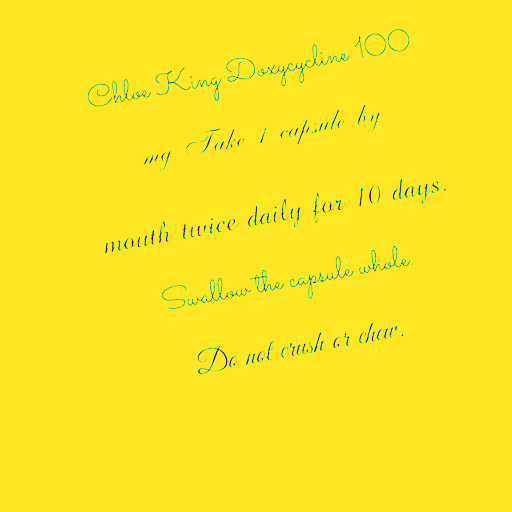 Chloe King Doxycycline 100
mg Take 1 capsule by
mouth twice daily for 10 days.
Swallow the capsule whole.
Do not crush or chew.